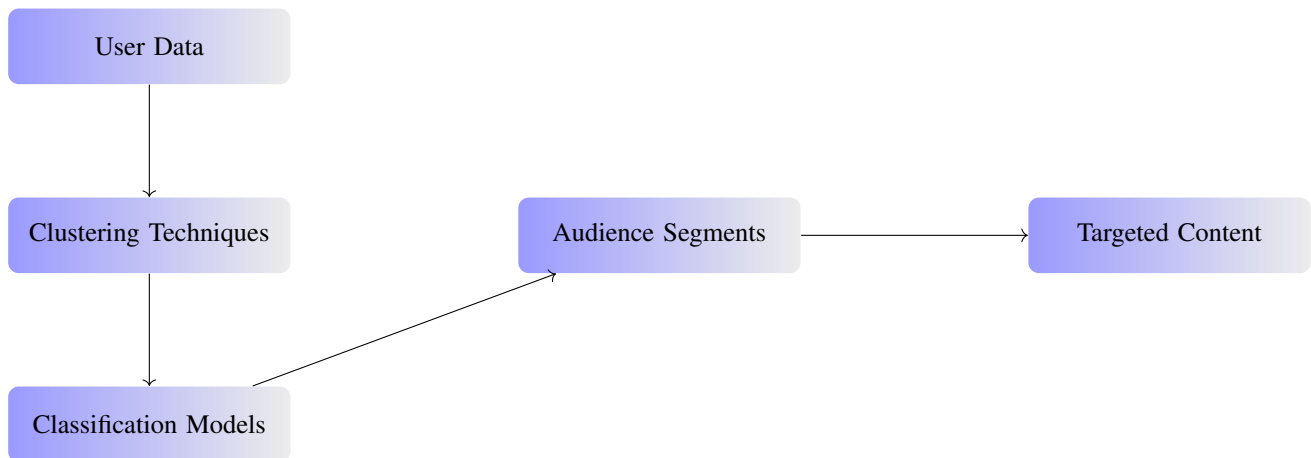 User Data
Clustering Techniques
Classification Models
Audience Segments
Targeted Content